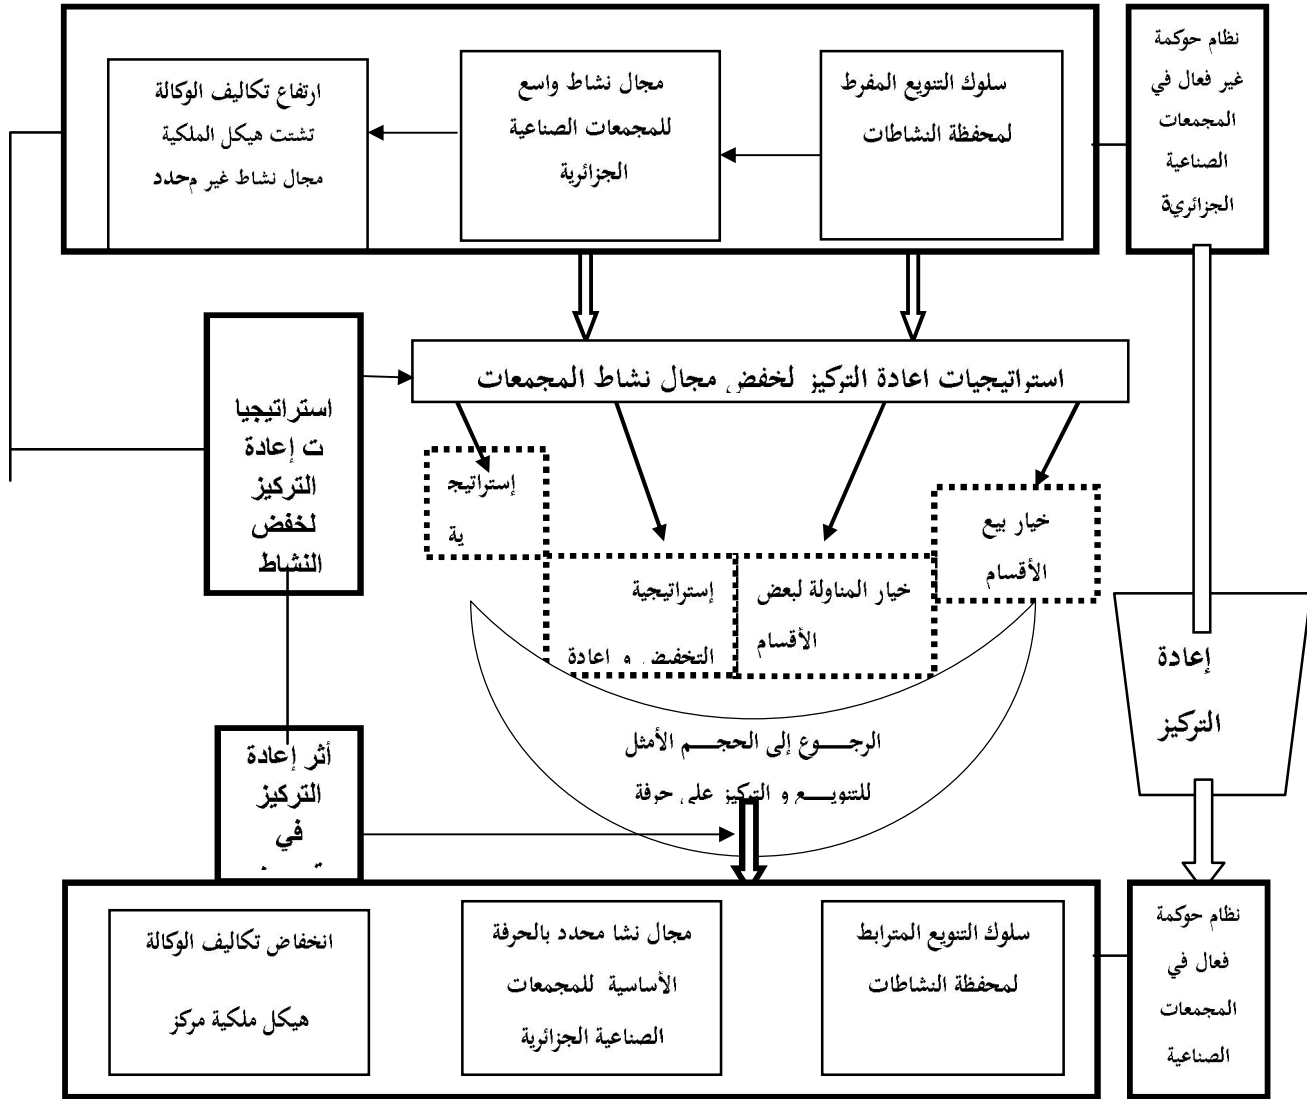 نظام حوكمة
غير فعال في
المجمعات
الصناعية
الجزائرية
سلوك التنويع المفرط
لمحفظة النشاطات
مجال نشاط واسع
للمجمعات الصناعية
الجزائرية
ارتفاع تكاليف الوكالة
تشتت هيكل الملكية
مجال نشاط غير محدد
استراتيجيات اعادة التركيز لخفض مجال نشاط المجمعات
استراتيجيا
ت إعادة
التركيز
لخفض
النشاط
خيار بيع
الأقسام
خيار المناولة لبعض
الأقسام
إستراتيجية
التخفيض و اعادة
إستراتيج
ية
إعادة
التركيز
الرجــوع إلى الحجــم الأمثل
للتنويــع و التركيز على حرفة
أثر إعادة
التركيز
في
نظام حوكمة
فعال في
المجمعات
الصناعية
سلوك التنويع المترابط
لمحفظة النشاطات
مجال نشا محدد بالحرفة
الأساسية للمجمعات
الصناعية الجزائرية
انخفاض تكاليف الوكالة
هيكل ملكية مركز